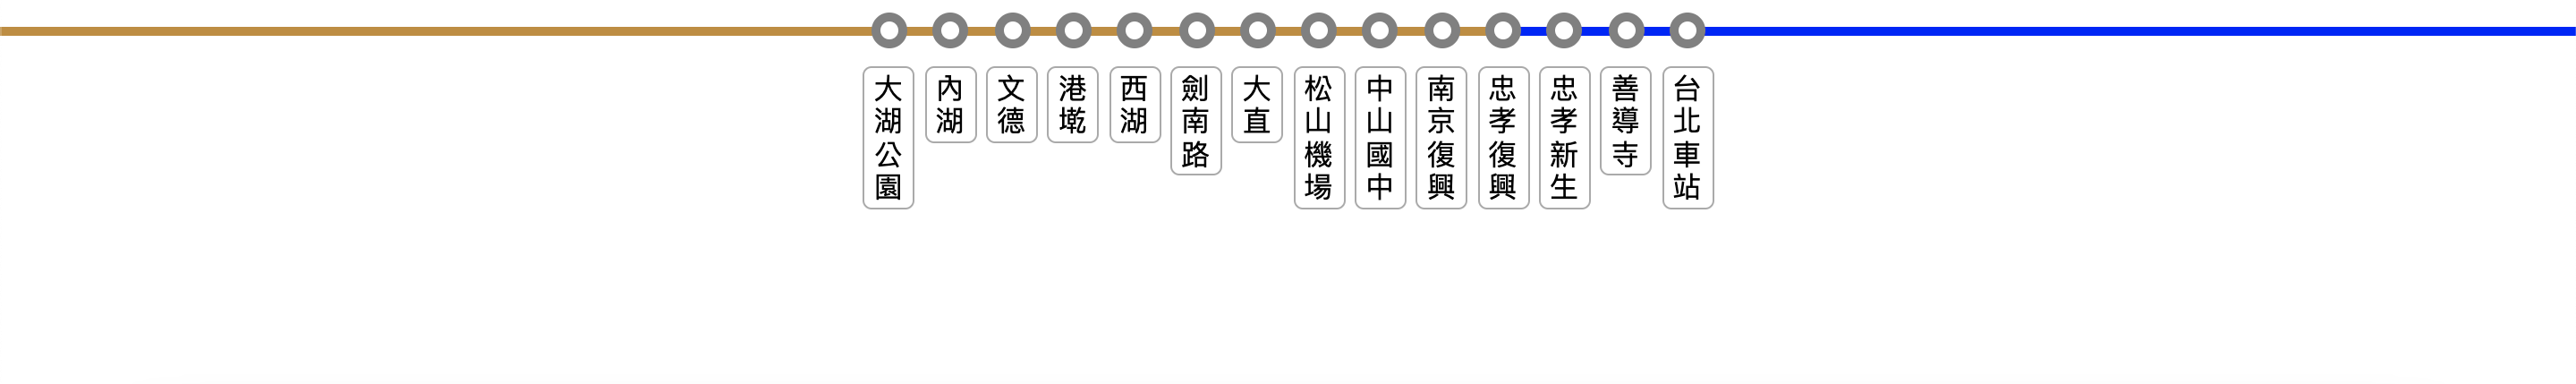 大湖公園
內湖
文德
港墘
西湖
劍南路
大直
松山機場
中山國中
南京復興
忠孝復興
忠孝新生
善導寺
台北車站